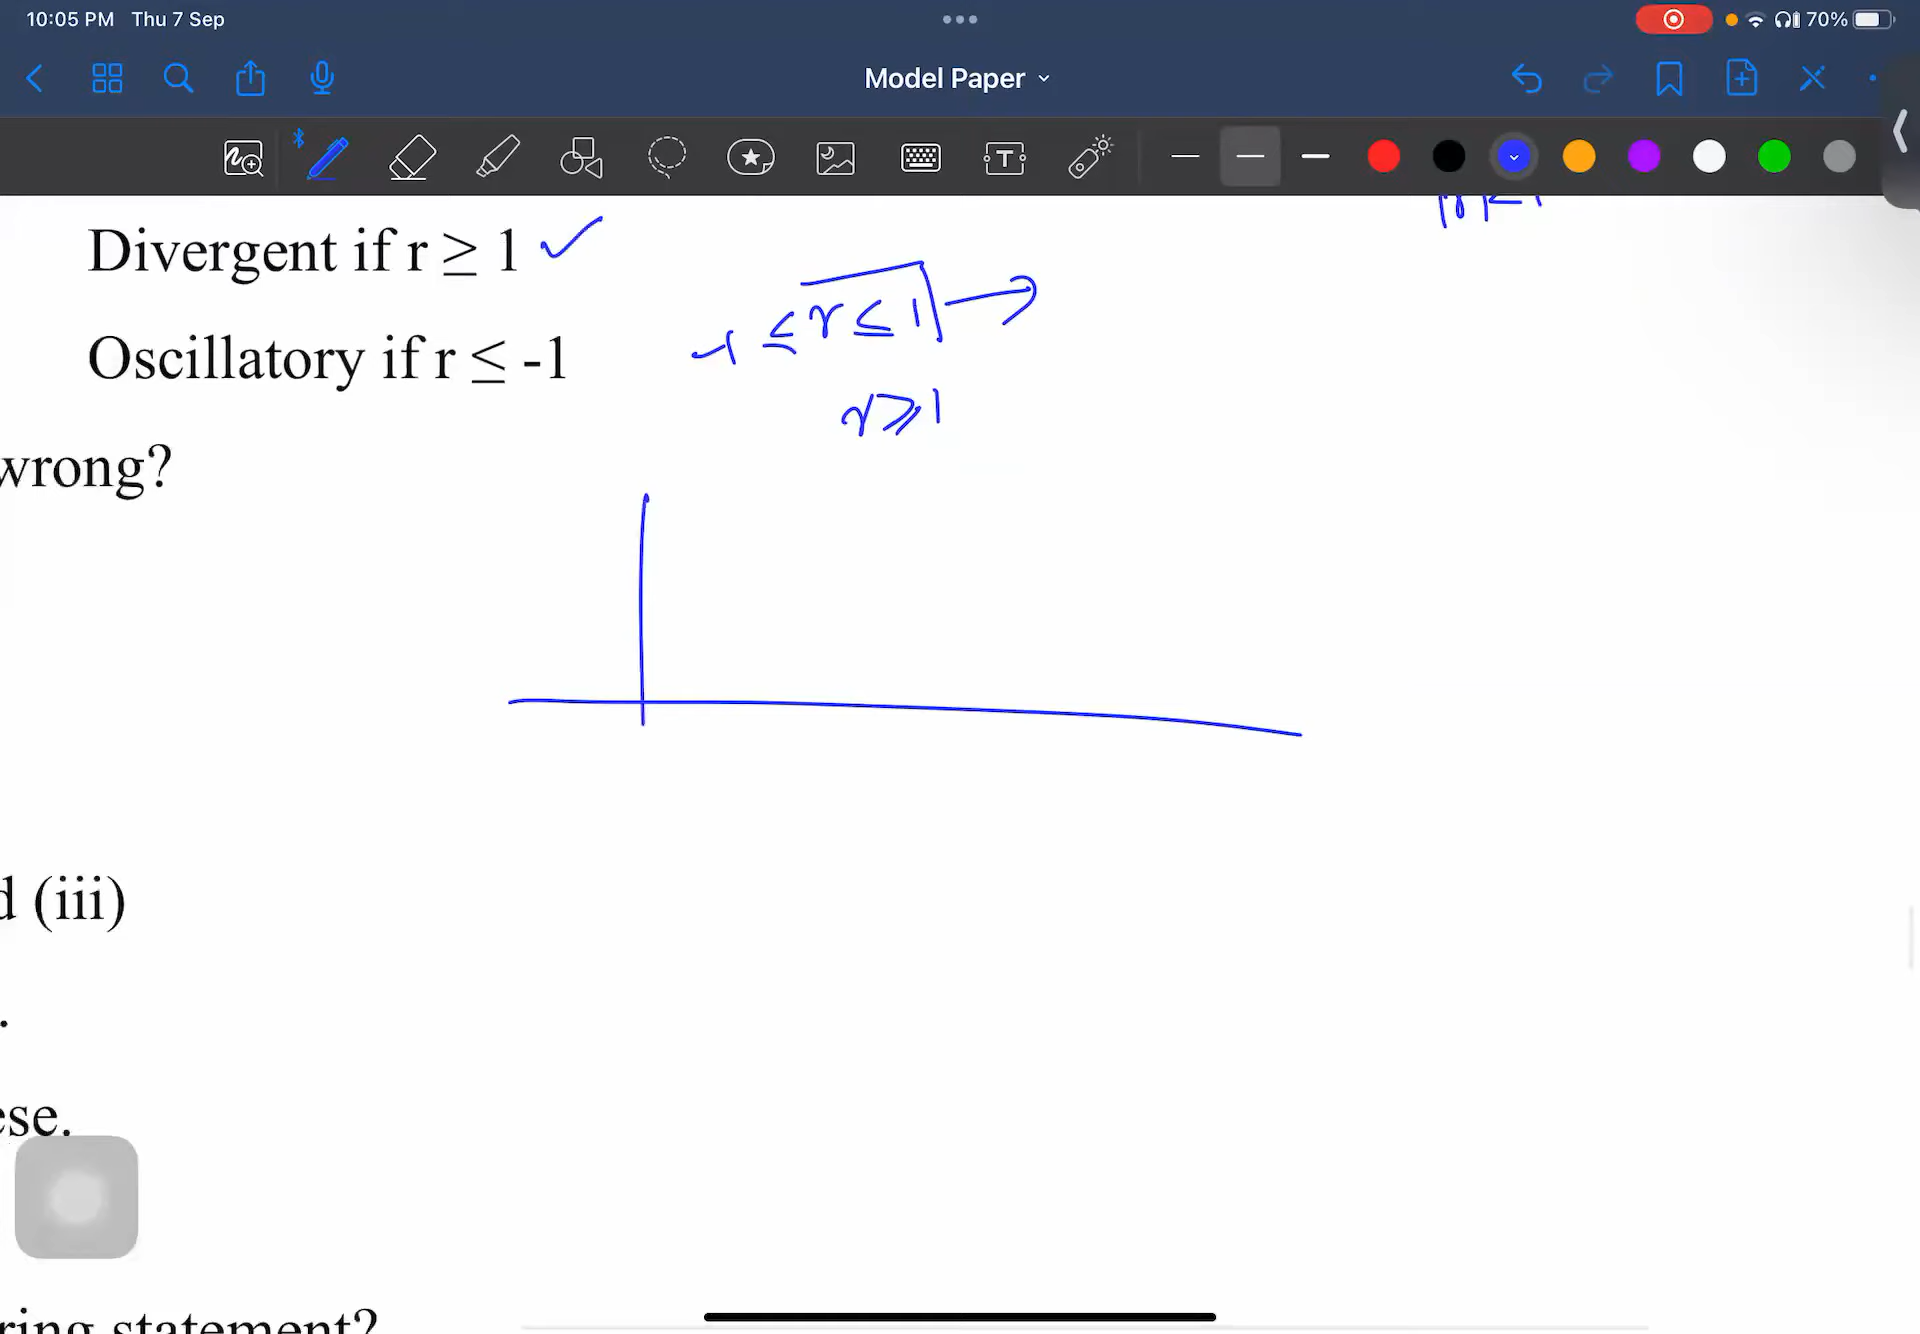 10:05 PM Thu 7 Sep
70%
Model Paper
T
Divergent if r ≥ 1
-1 ≤ r ≤ 1
Oscillatory if r ≤ -1
r ≥ 1
wrong?
(iii)
ese.
ring statement?